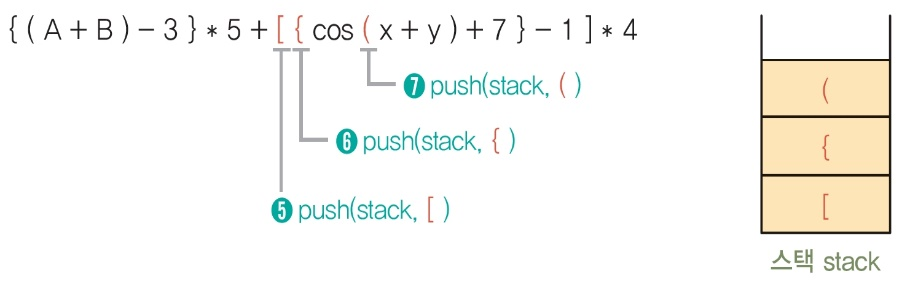 { ( A + B ) − 3 } * 5 + [ { cos ( x + y ) + 7 } − 1 ] * 4
❼ push(stack, ( )
❻ push(stack, { )
❺ push(stack, [ )
(
{
[
스택 stack